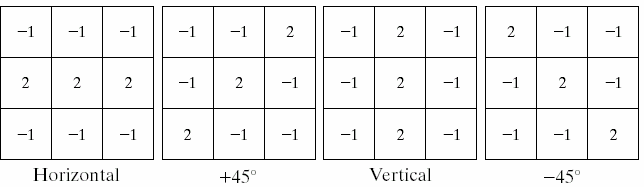 −1 −1 −1 −1 −1 2 −1 2 −1 2 −1 −1
2 2 2 −1 2 −1 −1 2 −1 −1 2 −1
−1 −1 −1 2 −1 −1 −1 2 −1 −1 −1 2
Horizontal +45° Vertical −45°